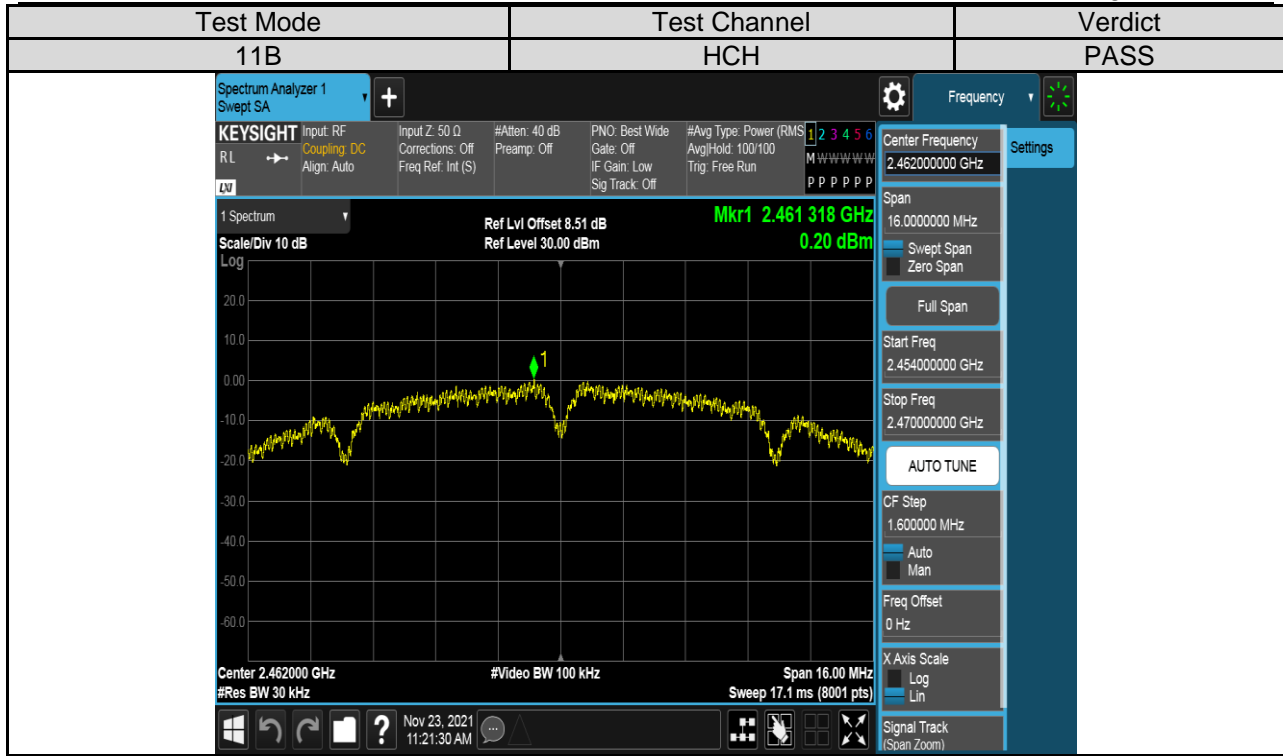 Test Mode Test Channel Verdict
11B HCH PASS
Spectrum Analyzer 1
Swept SA
+
Frequency
KEYSIGHT Input: RF Input Z: 50 Ω #Atten: 40 dB PNO: Best Wide #Avg Type: Power (RMS 1 2 3 4 5 6
RL Coupling: DC Corrections: Off Preamp: Off Gate: Off Avg|Hold: 100/100 M W W W W W
Align: Auto Freq Ref: Int (S) IF Gain: Low Trig: Free Run
LXI Sig Track: Off P P P P P P
1 Spectrum
Ref Lvl Offset 8.51 dB
Mkr1 2.461 318 GHz
Scale/Div 10 dB Ref Level 30.00 dBm 0.20 dBm
Log
20.0
10.0
1
0.00
-10.0
-20.0
-30.0
-40.0
-50.0
-60.0
Center 2.462000 GHz #Video BW 100 kHz Span 16.00 MHz
#Res BW 30 kHz Sweep 17.1 ms (8001 pts)
Center Frequency
2.462000000 GHz
Settings
Span
16.0000000 MHz
Swept Span
Zero Span
Full Span
Start Freq
2.454000000 GHz
Stop Freq
2.470000000 GHz
AUTO TUNE
CF Step
1.600000 MHz
Auto
Man
Freq Offset
0 Hz
X Axis Scale
Log
Lin
Signal Track
(Span Zoom)
? Nov 23, 2021
11:21:30 AM